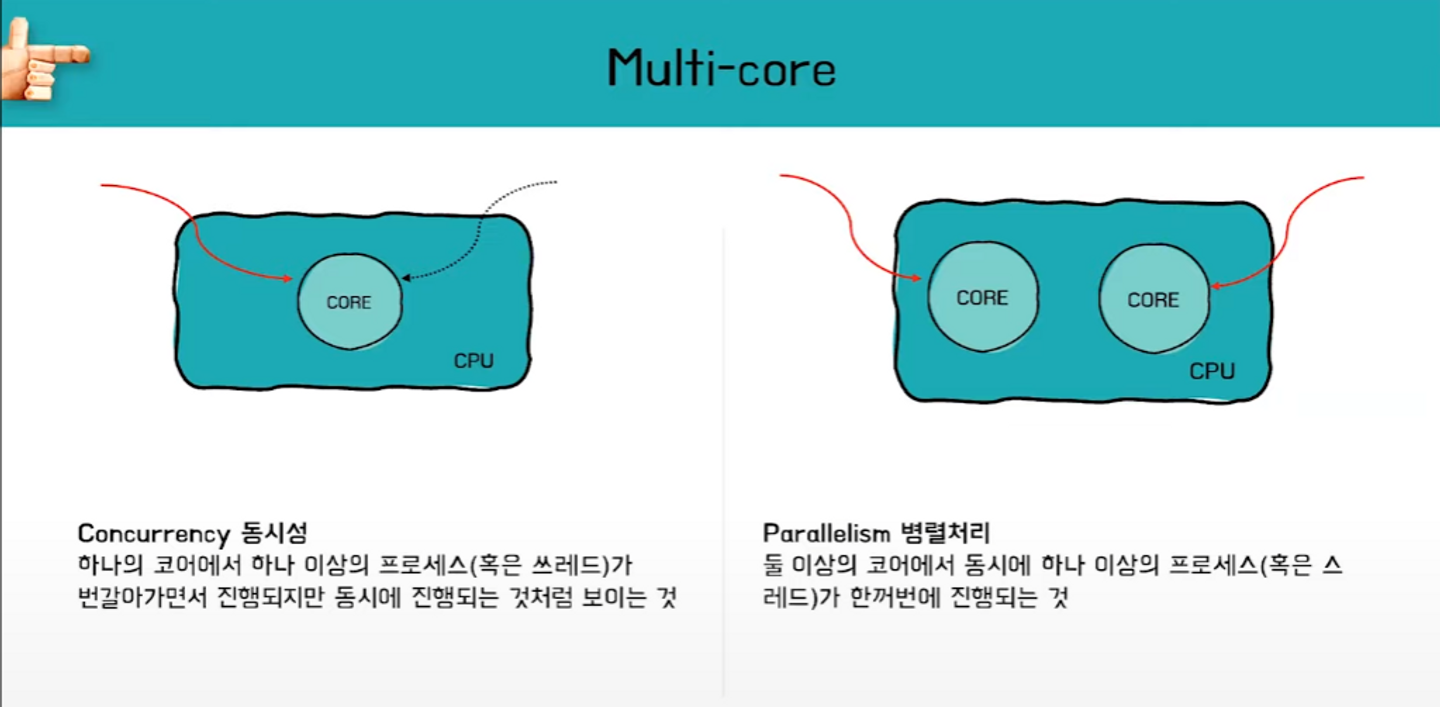 Multi-core
CORE
CPU
CORE
CORE
CPU
Concurrency 동시성
하나의 코어에서 하나 이상의 프로세스(혹은 쓰레드)가
번갈아가면서 진행되지만 동시에 진행되는 것처럼 보이는 것
Parallelism 병렬처리
둘 이상의 코어에서 동시에 하나 이상의 프로세스(혹은 스
레드)가 한꺼번에 진행되는 것